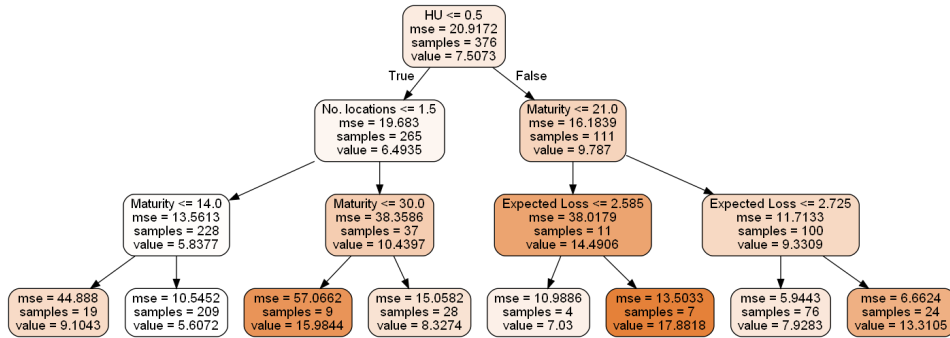 HU <= 0.5
mse = 20.9172
samples = 376
value = 7.5073
True
False
No. locations <= 1.5
mse = 19.683
samples = 265
value = 6.4935
Maturity <= 21.0
mse = 16.1839
samples = 111
value = 9.787
Maturity <= 14.0
mse = 13.5613
samples = 228
value = 5.8377
Maturity <= 30.0
mse = 38.3586
samples = 37
value = 10.4397
Expected Loss <= 2.585
mse = 38.0179
samples = 11
value = 14.4906
Expected Loss <= 2.725
mse = 11.7133
samples = 100
value = 9.3309
mse = 44.888
samples = 19
value = 9.1043
mse = 10.5452
samples = 209
value = 5.6072
mse = 57.0662
samples = 9
value = 15.9844
mse = 15.0582
samples = 28
value = 8.3274
mse = 10.9886
samples = 4
value = 7.03
mse = 13.5033
samples = 7
value = 17.8818
mse = 5.9443
samples = 76
value = 7.9283
mse = 6.6624
samples = 24
value = 13.3105